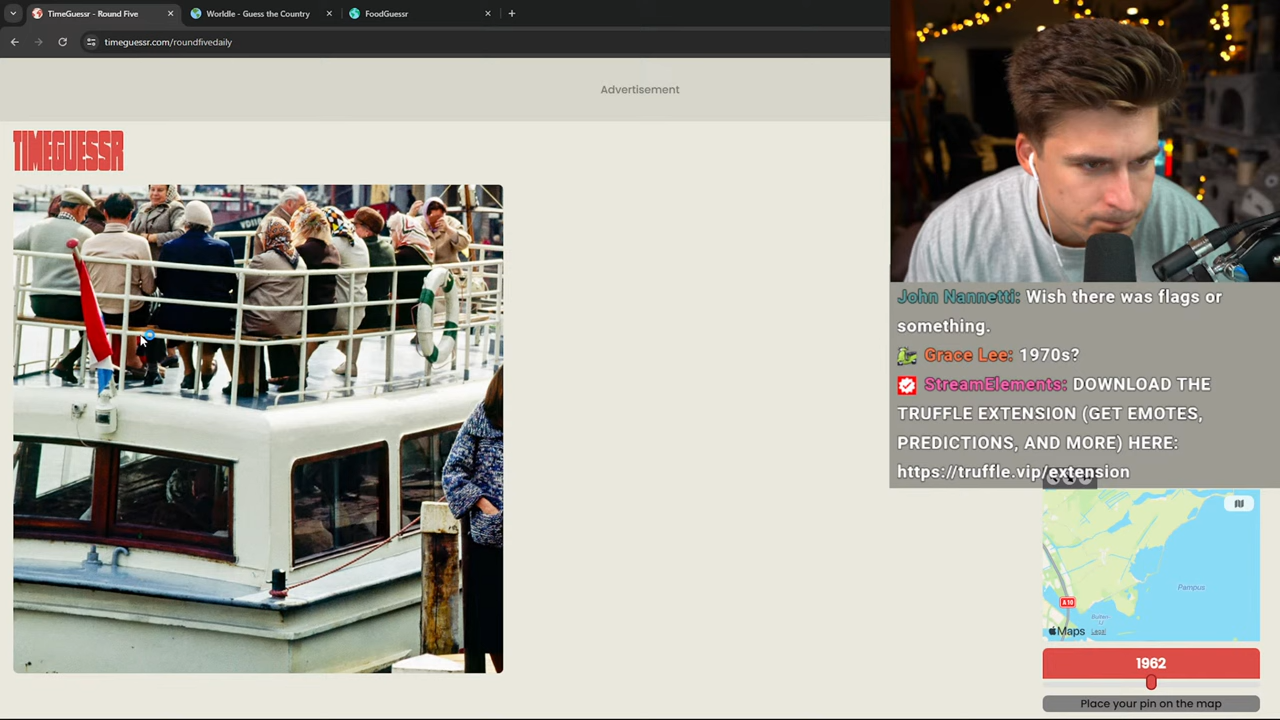 TimeGuessr - Round Five
Worldle - Guess the Country
FoodGuessr
timeguessr.com/roundfivedaily
Advertisement
TIMEGUESSR
John Nannetti: Wish there was flags or
something.
Grace Lee: 1970s?
StreamElements: DOWNLOAD THE
TRUFFLE EXTENSION (GET EMOTES,
PREDICTIONS, AND MORE) HERE:
https://truffle.vip/extension
Pampus
A10
Maps
Legal
1962
Place your pin on the map